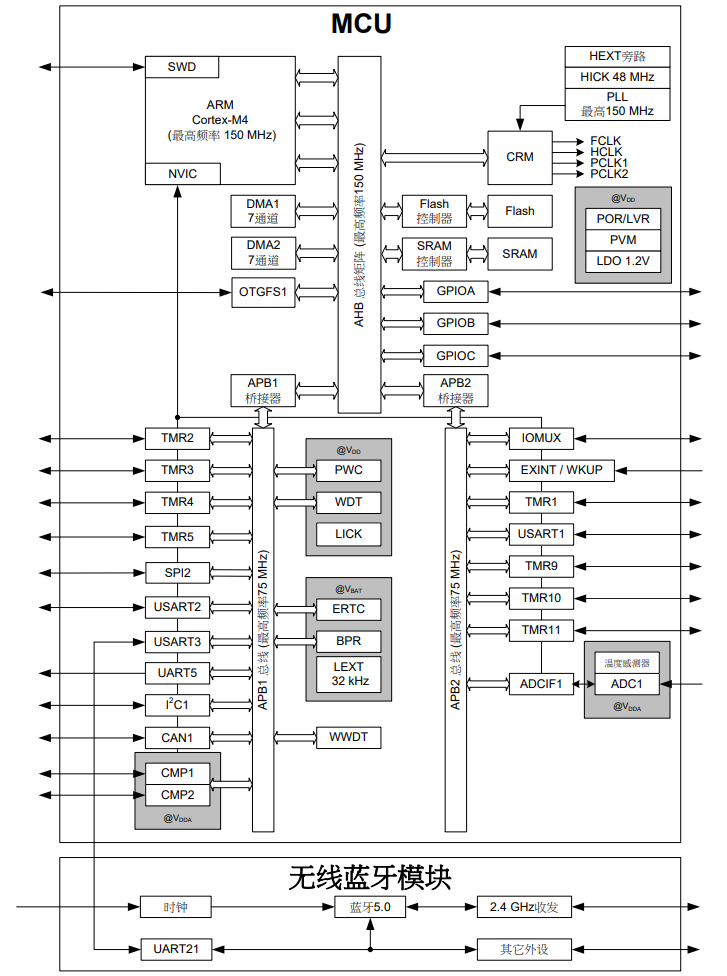 MCU
SWD
ARM
Cortex-M4
(最高频率 150 MHz)
NVIC
HEXT旁路
HICK 48 MHz
PLL
最高150 MHz
CRM
FCLK
HCLK
PCLK1
PCLK2
AHB 总线矩阵 (最高频率150 MHz)
DMA1
7通道
DMA2
7通道
OTGFS1
Flash
控制器
Flash
SRAM
控制器
SRAM
@VDD
POR/LVR
PVM
LDO 1.2V
GPIOA
GPIOB
GPIOC
APB1
桥接器
APB2
桥接器
TMR2
TMR3
TMR4
TMR5
SPI2
USART2
USART3
UART5
I2C1
CAN1
CMP1
CMP2
@VDDA
APB1 总线 (最高频率75 MHz)
@VDD
PWC
WDT
LICK
@VBAT
ERTC
BPR
LEXT
32 kHz
WWDT
APB2 总线 (最高频率75 MHz)
IOMUX
EXINT / WKUP
TMR1
USART1
TMR9
TMR10
TMR11
ADCIF1
温度感测器
ADC1
@VDDA
无线蓝牙模块
时钟
蓝牙5.0
2.4 GHz收发
UART21
其它外设